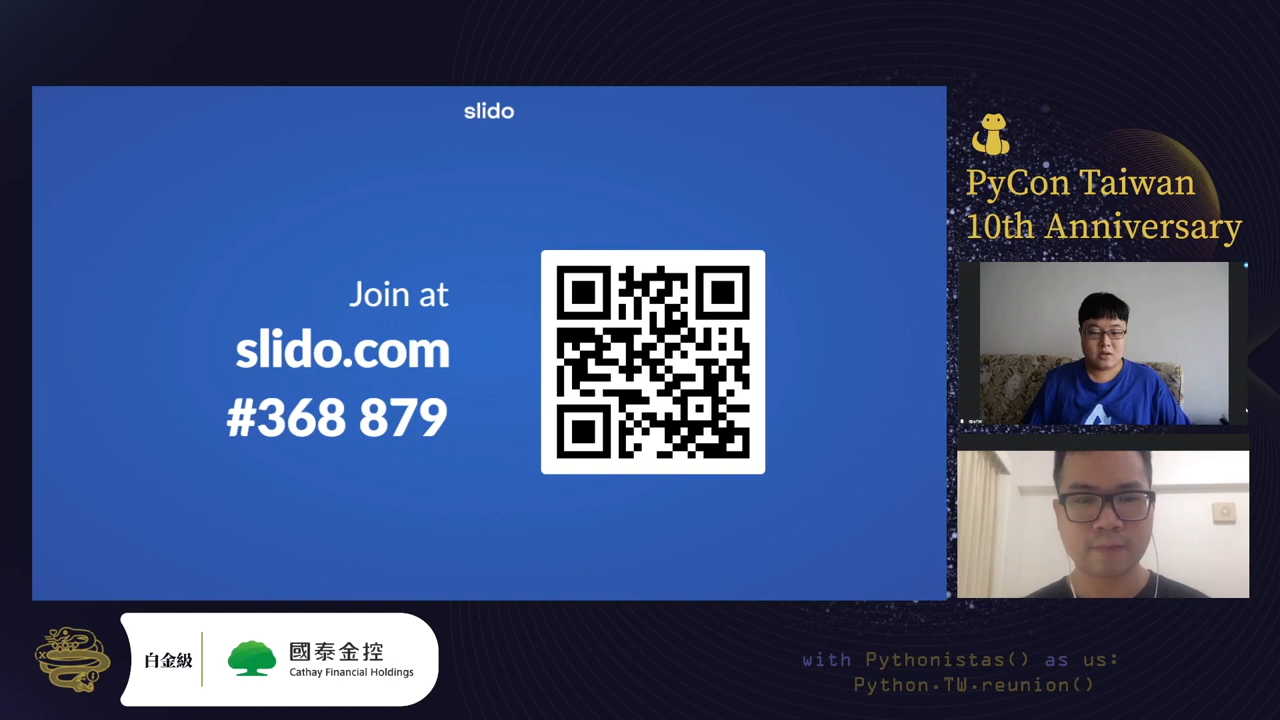 slido
Join at
slido.com
#368 879
PyCon Taiwan
10th Anniversary
白金級
國泰金控
Cathay Financial Holdings
with Pythonistas() as us:
Python.TW.reunion()